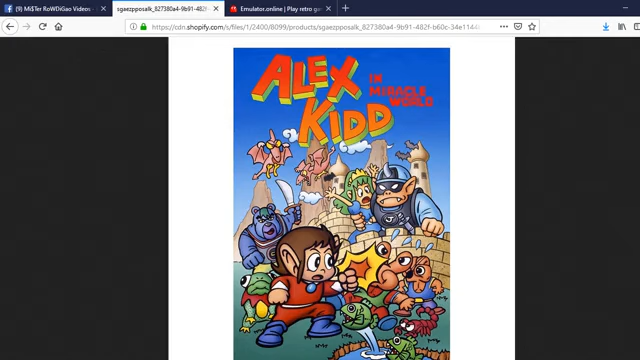 (9) MiSTer RoWDiGao Videos
sgaezpposalk_827380a4-9b91-482f
Emulator.online | Play retro ga
https://cdn.shopify.com/s/files/1/2400/8099/products/sgaezpposalk_827380a4-9b91-482f-b60c-34e1144
ALEX
KIDD
IN
MIRACLE
WORLD